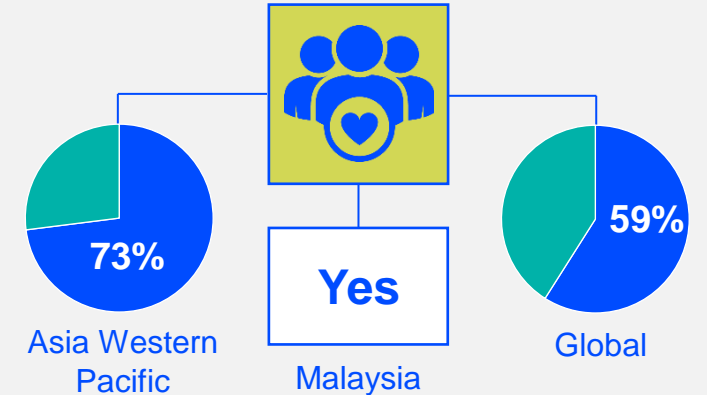 73%
Asia Western
Pacific
Yes
Malaysia
59%
Global